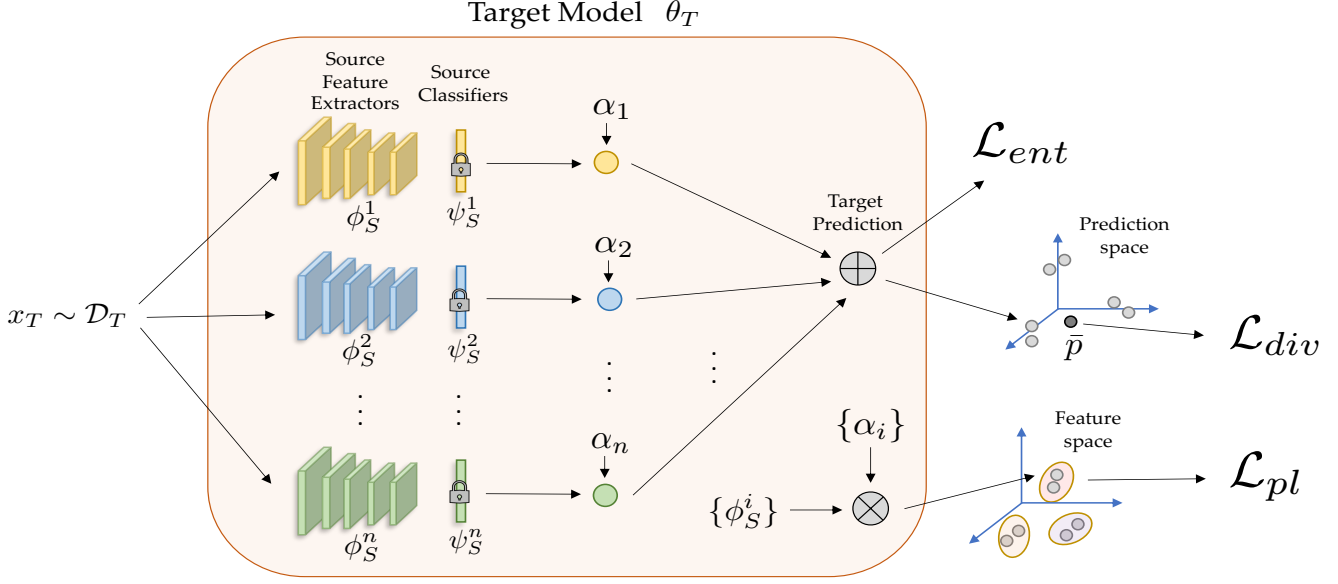 Target Model θ_T
Source
Feature
Extractors
Source
Classifiers
α_1
ϕ_S^1
ψ_S^1
α_2
ϕ_S^2
ψ_S^2
α_n
ϕ_S^n
ψ_S^n
x_T ∼ 𝒟_T
Target
Prediction
{α_i}
{ϕ_S^i}
ℒ_ent
Prediction
space
p̄
ℒ_div
Feature
space
ℒ_pl